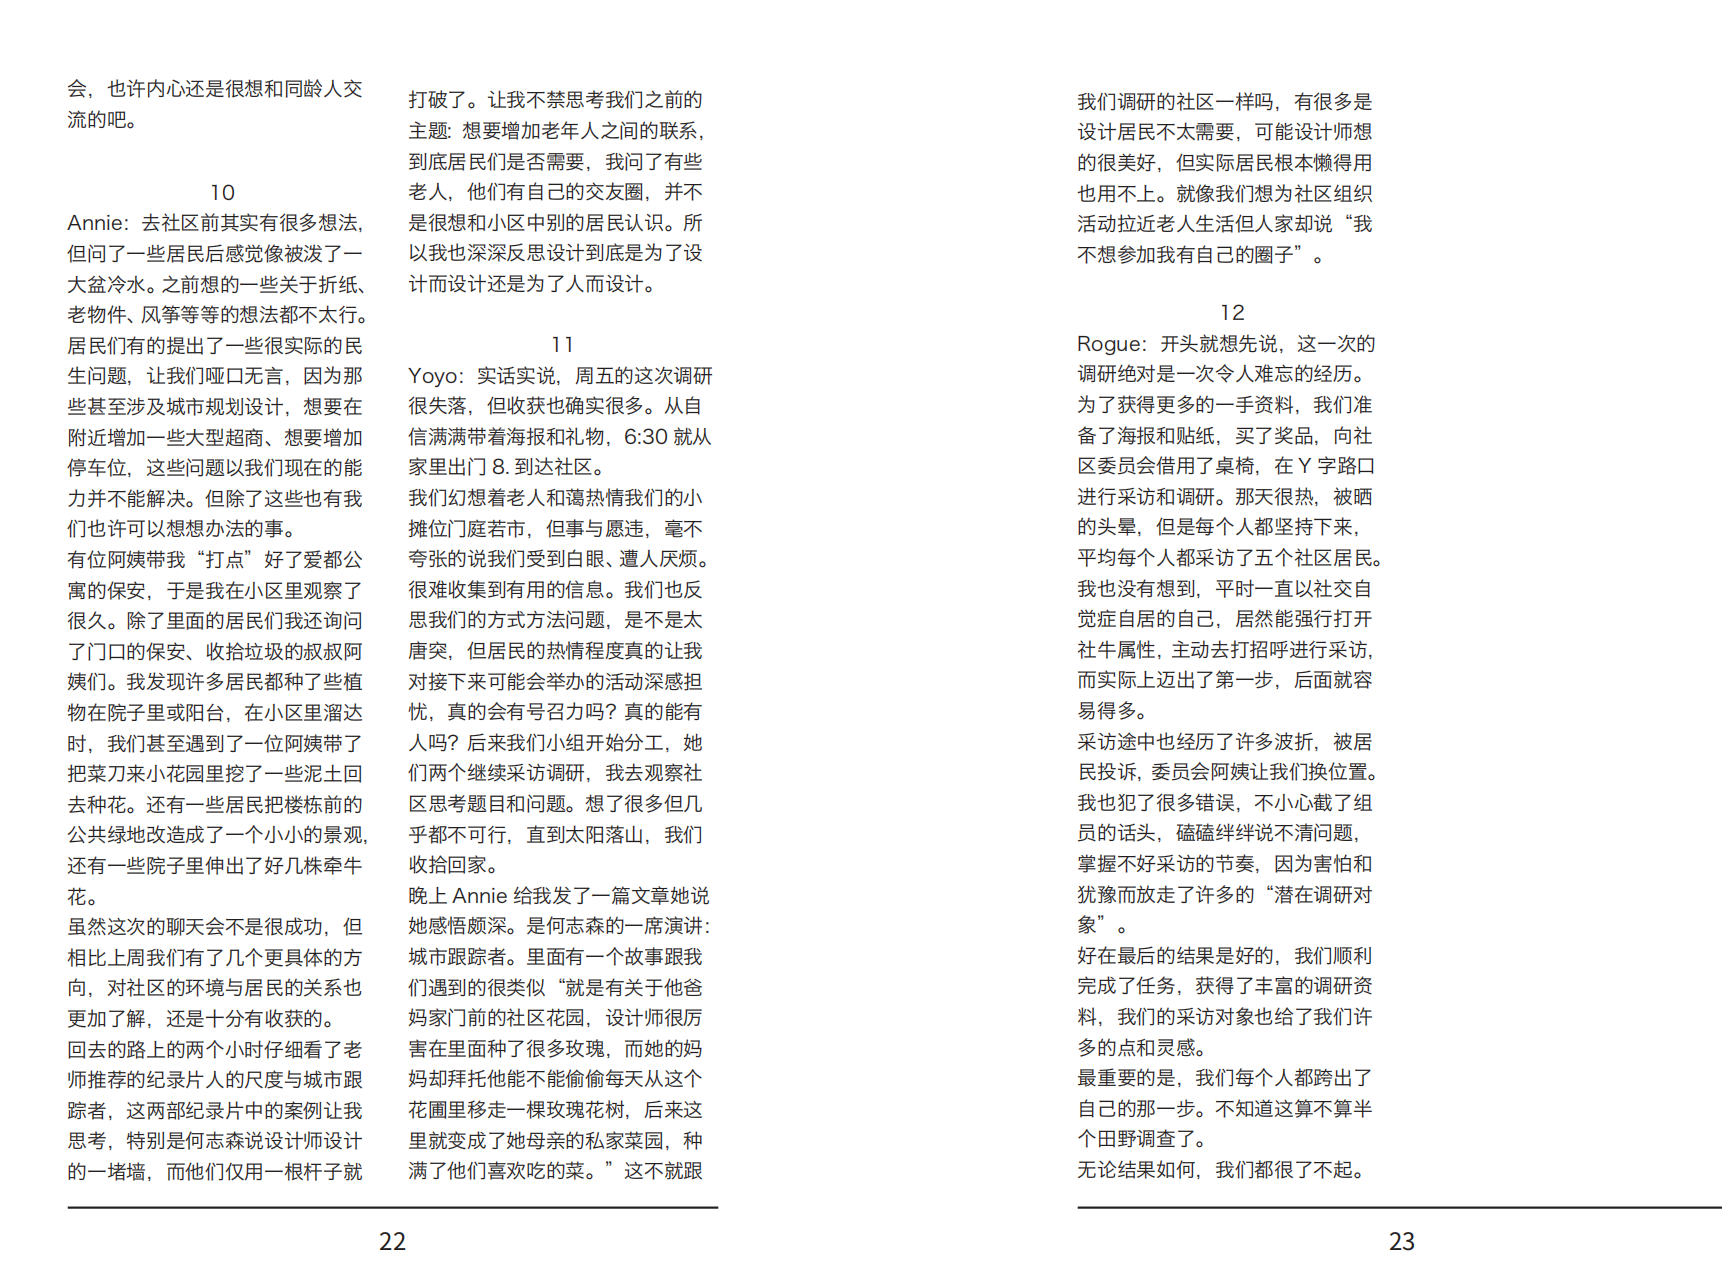 会，也许内心还是很想和同龄人交
流的吧。
10
Annie：去社区前其实有很多想法，
但问了一些居民后感觉像被泼了一
大盆冷水。之前想的一些关于折纸、
老物件、风筝等等的想法都不太行。
居民们有的提出了一些很实际的民
生问题，让我们哑口无言，因为那
些甚至涉及城市规划设计，想要在
附近增加一些大型超商、想要增加
停车位，这些问题以我们现在的能
力并不能解决。但除了这些也有我
们也许可以想想办法的事。
有位阿姨带我“打点”好了爱都公
寓的保安，于是我在小区里观察了
很久。除了里面的居民们我还询问
了门口的保安、收拾垃圾的叔叔阿
姨们。我发现许多居民都种了些植
物在院子里或阳台，在小区里溜达
时，我们甚至遇到了一位阿姨带了
把菜刀来小花园里挖了一些泥土回
去种花。还有一些居民把楼栋前的
公共绿地改造成了一个小小的景观，
还有一些院子里伸出了好几株牵牛
花。
虽然这次的聊天会不是很成功，但
相比上周我们有了几个更具体的方
向，对社区的环境与居民的关系也
更加了解，还是十分有收获的。
回去的路上的两个小时仔细看了老
师推荐的纪录片人的尺度与城市跟
踪者，这两部纪录片中的案例让我
思考，特别是何志森说设计师设计
的一堵墙，而他们仅用一根杆子就
打破了。让我不禁思考我们之前的
主题：想要增加老年人之间的联系，
到底居民们是否需要，我问了有些
老人，他们有自己的交友圈，并不
是很想和小区中别的居民认识。所
以我也深深反思设计到底是为了设
计而设计还是为了人而设计。
11
Yoyo：实话实说，周五的这次调研
很失落，但收获也确实很多。从自
信满满带着海报和礼物，6:30 就从
家里出门 8. 到达社区。
我们幻想着老人和蔼热情我们的小
摊位门庭若市，但事与愿违，毫不
夸张的说我们受到白眼、遭人厌烦。
很难收集到有用的信息。我们也反
思我们的方式方法问题，是不是太
唐突，但居民的热情程度真的让我
对接下来可能会举办的活动深感担
忧，真的会有号召力吗？真的能有
人吗？后来我们小组开始分工，她
们两个继续采访调研，我去观察社
区思考题目和问题。想了很多但几
乎都不可行，直到太阳落山，我们
收拾回家。
晚上 Annie 给我发了一篇文章她说
她感悟颇深。是何志森的一席演讲：
城市跟踪者。里面有一个故事跟我
们遇到的很类似“就是有关于他爸
妈家门前的社区花园，设计师很厉
害在里面种了很多玫瑰，而她的妈
妈却拜托他能不能偷偷每天从这个
花圃里移走一棵玫瑰花树，后来这
里就变成了她母亲的私家菜园，种
满了他们喜欢吃的菜。”这不就跟
22
我们调研的社区一样吗，有很多是
设计居民不太需要，可能设计师想
的很美好，但实际居民根本懒得用
也用不上。就像我们想为社区组织
活动拉近老人生活但人家却说“我
不想参加我有自己的圈子”。
12
Rogue：开头就想先说，这一次的
调研绝对是一次令人难忘的经历。
为了获得更多的一手资料，我们准
备了海报和贴纸，买了奖品，向社
区委员会借用了桌椅，在 Y 字路口
进行采访和调研。那天很热，被晒
的头晕，但是每个人都坚持下来，
平均每个人都采访了五个社区居民。
我也没有想到，平时一直以社交自
觉症自居的自己，居然能强行打开
社牛属性，主动去打招呼进行采访，
而实际上迈出了第一步，后面就容
易得多。
采访途中也经历了许多波折，被居
民投诉，委员会阿姨让我们换位置。
我也犯了很多错误，不小心截了组
员的话头，磕磕绊绊说不清问题，
掌握不好采访的节奏，因为害怕和
犹豫而放走了许多的“潜在调研对
象”。
好在最后的结果是好的，我们顺利
完成了任务，获得了丰富的调研资
料，我们的采访对象也给了我们许
多的点和灵感。
最重要的是，我们每个人都跨出了
自己的那一步。不知道这算不算半
个田野调查了。
无论结果如何，我们都很了不起。
23